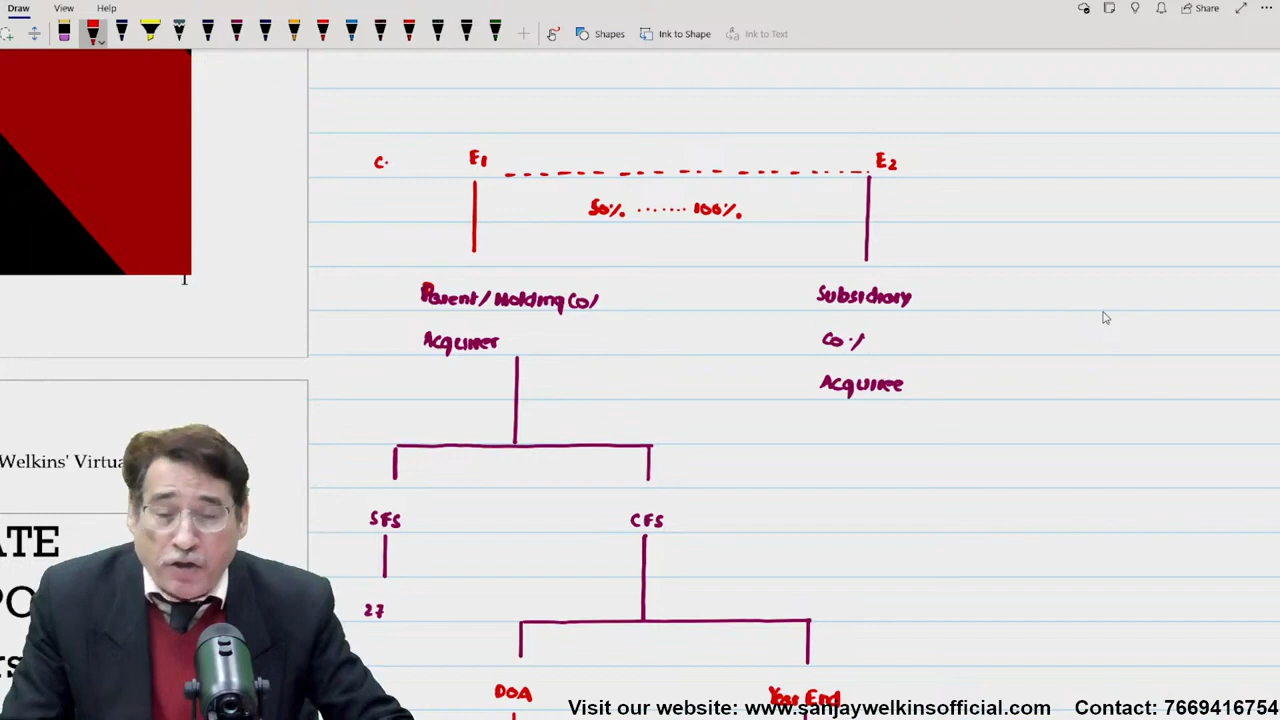 Draw View Help
Share
Shapes Ink to Shape Ink to Text
C. E1 E2
50% ....... 100%.
Parent/Holding Co/ Subsidiary
Acquirer Co./
Acquiree
Welkins' Virtua
SFS CFS
ATE
27
DOA Year End
Visit our website: www.sanjaywelkinsofficial.com Contact: 7669416754